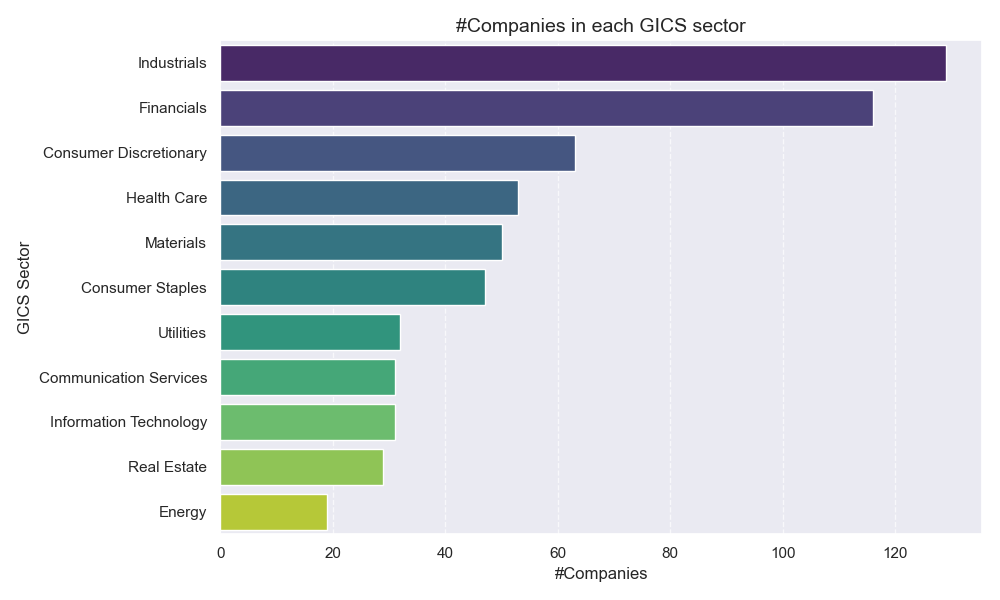 #Companies in each GICS sector
GICS Sector
Industrials
Financials
Consumer Discretionary
Health Care
Materials
Consumer Staples
Utilities
Communication Services
Information Technology
Real Estate
Energy
0 20 40 60 80 100 120
#Companies